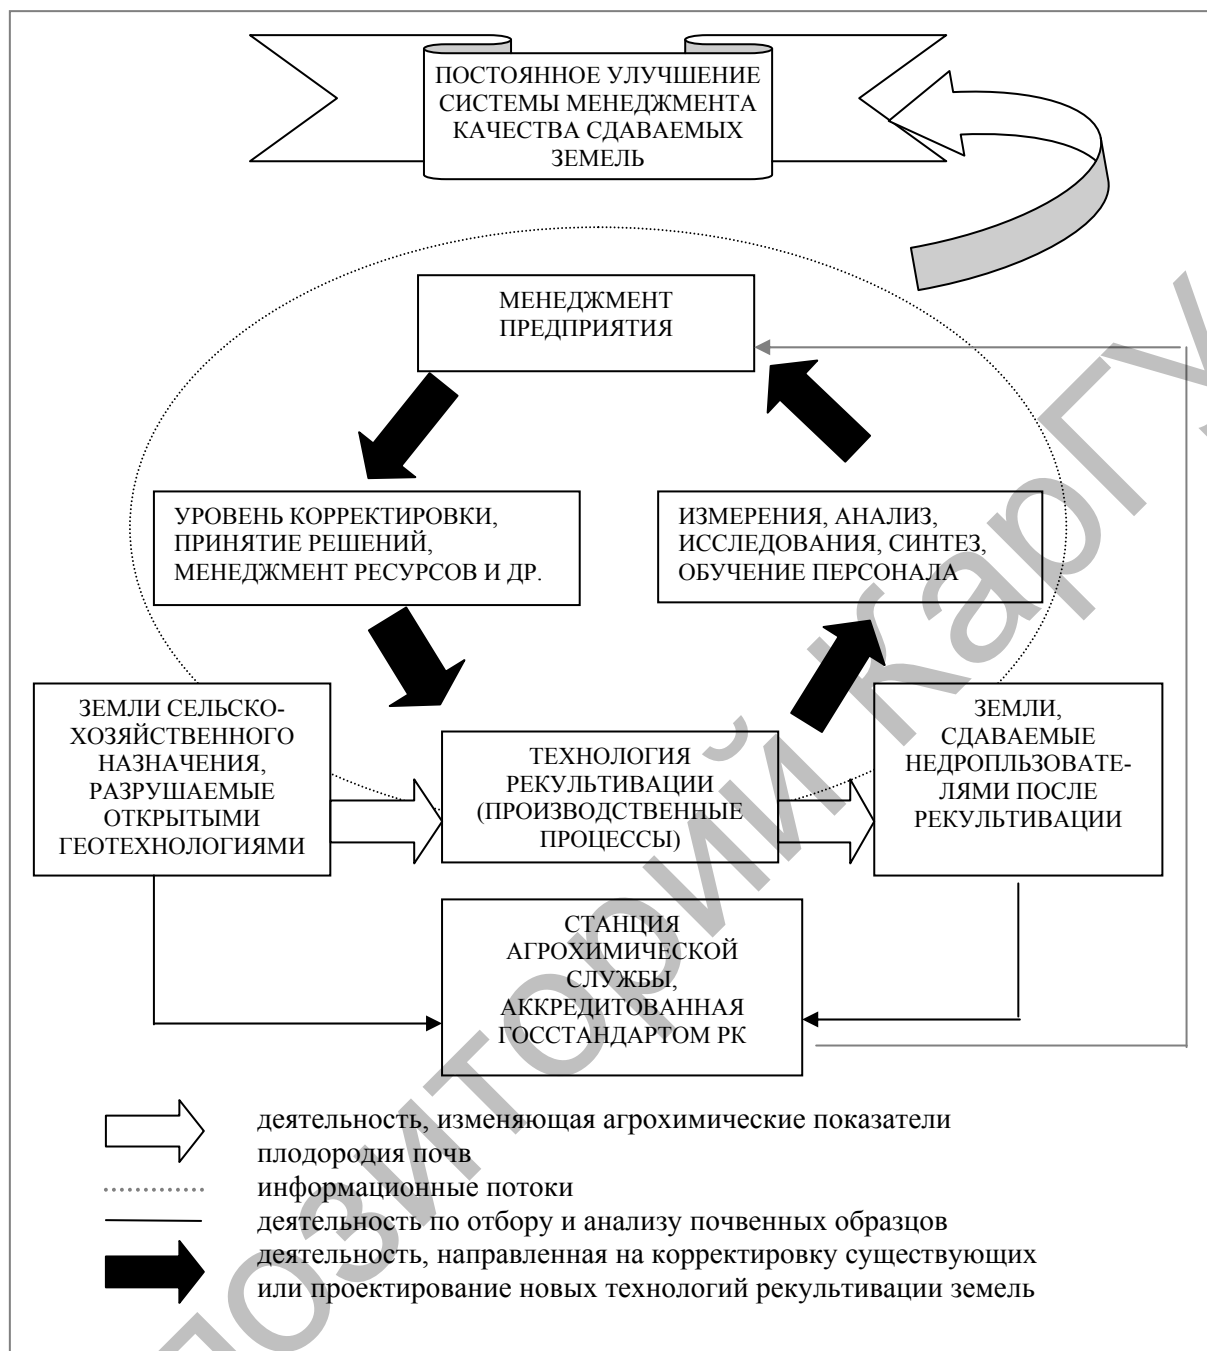 ПОСТОЯННОЕ УЛУЧШЕНИЕ
СИСТЕМЫ МЕНЕДЖМЕНТА
КАЧЕСТВА СДАВАЕМЫХ
ЗЕМЕЛЬ
МЕНЕДЖМЕНТ
ПРЕДПРИЯТИЯ
УРОВЕНЬ КОРРЕКТИРОВКИ,
ПРИНЯТИЕ РЕШЕНИЙ,
МЕНЕДЖМЕНТ РЕСУРСОВ И ДР.
ИЗМЕРЕНИЯ, АНАЛИЗ,
ИССЛЕДОВАНИЯ, СИНТЕЗ,
ОБУЧЕНИЕ ПЕРСОНАЛА
ЗЕМЛИ СЕЛЬСКО-
ХОЗЯЙСТВЕННОГО
НАЗНАЧЕНИЯ,
РАЗРУШАЕМЫЕ
ОТКРЫТЫМИ
ГЕОТЕХНОЛОГИЯМИ
ТЕХНОЛОГИЯ
РЕКУЛЬТИВАЦИИ
(ПРОИЗВОДСТВЕННЫЕ
ПРОЦЕССЫ)
ЗЕМЛИ,
СДАВАЕМЫЕ
НЕДРОПЛЬЗОВАТЕ-
ЛЯМИ ПОСЛЕ
РЕКУЛЬТИВАЦИИ
СТАНЦИЯ
АГРОХИМИЧЕСКОЙ
СЛУЖБЫ,
АККРЕДИТОВАННАЯ
ГОССТАНДАРТОМ РК
деятельность, изменяющая агрохимические показатели
плодородия почв
информационные потоки
деятельность по отбору и анализу почвенных образцов
деятельность, направленная на корректировку существующих
или проектирование новых технологий рекультивации земель
позиторий КарГУ